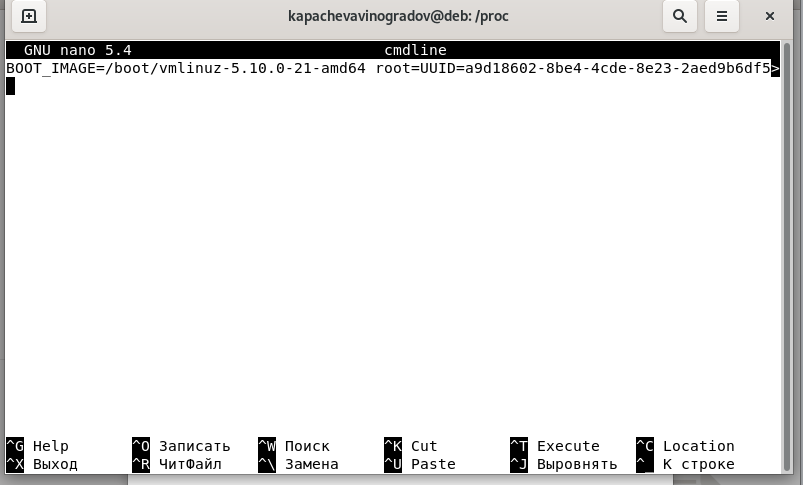 kapachevavinogradov@deb: /proc
GNU nano 5.4 cmdline
BOOT_IMAGE=/boot/vmlinuz-5.10.0-21-amd64 root=UUID=a9d18602-8be4-4cde-8e23-2aed9b6df5>
^G Help ^O Записать ^W Поиск ^K Cut ^T Execute ^C Location
^X Выход ^R ЧитФайл ^\ Замена ^U Paste ^J Выровнять ^_ К строке